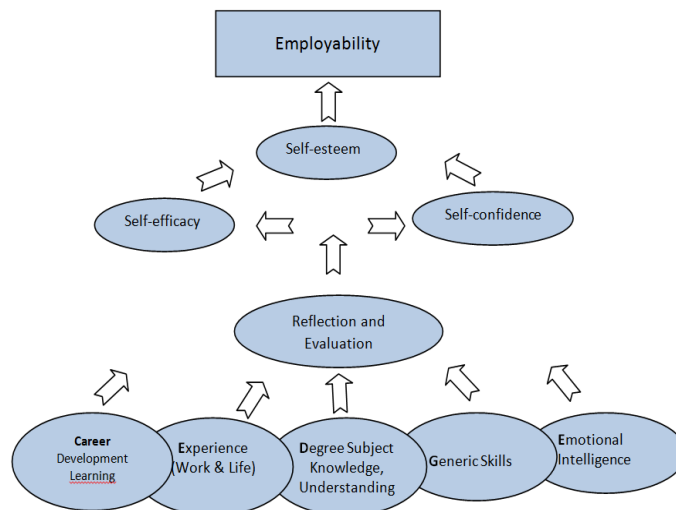 Employability
Self-esteem
Self-efficacy
Self-confidence
Reflection and
Evaluation
Career
Development
Learning
Experience
(Work & Life)
Degree Subject
Knowledge,
Understanding
Generic Skills
Emotional
Intelligence